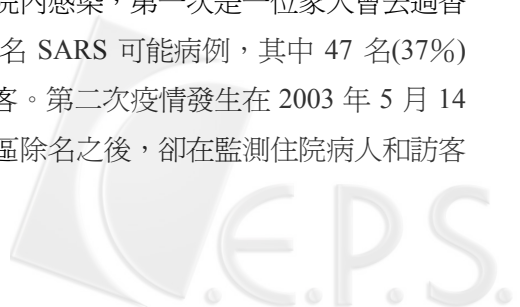 院內感染，第一次是一位家人曾去過香
名 SARS 可能病例，其中 47 名(37%)
客。第二次疫情發生在 2003 年 5 月 14
區除名之後，卻在監測住院病人和訪客
C.E.P.S.